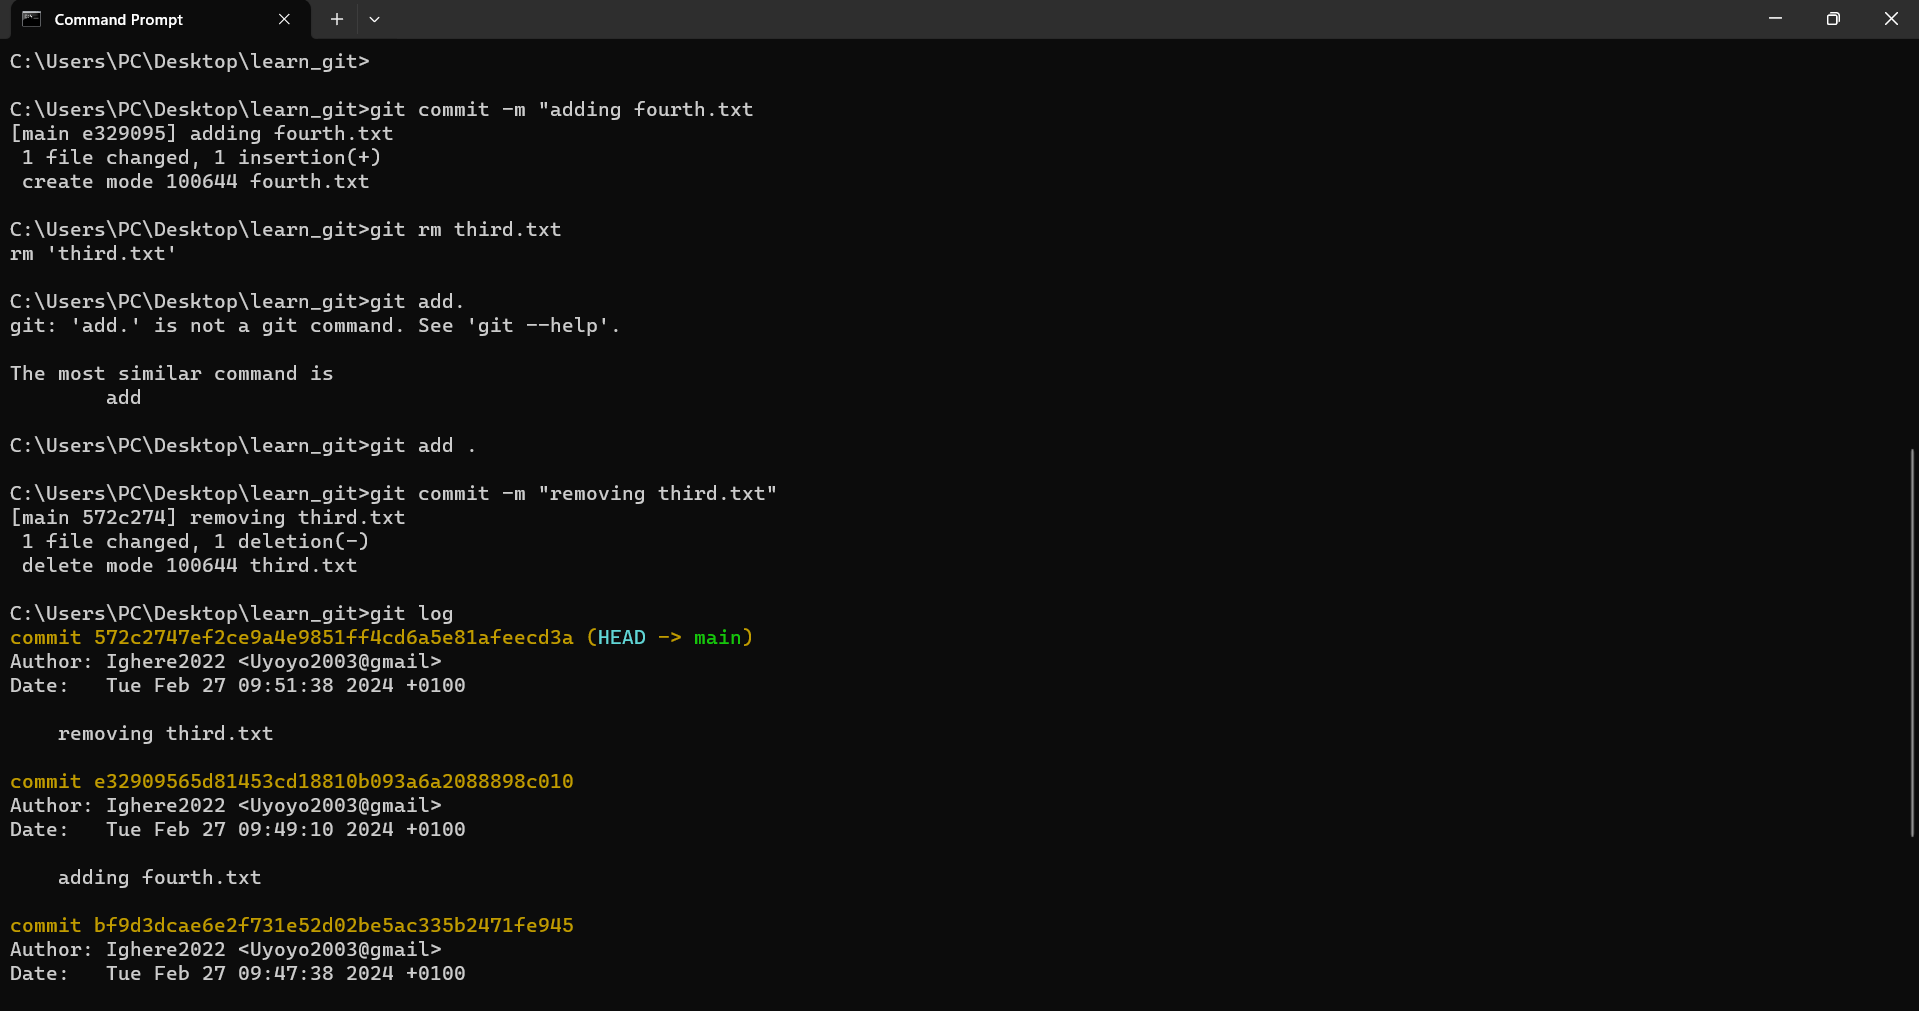 Command Prompt
C:\Users\PC\Desktop\learn_git>
C:\Users\PC\Desktop\learn_git>git commit -m "adding fourth.txt
[main e329095] adding fourth.txt
 1 file changed, 1 insertion(+)
 create mode 100644 fourth.txt
C:\Users\PC\Desktop\learn_git>git rm third.txt
rm 'third.txt'
C:\Users\PC\Desktop\learn_git>git add.
git: 'add.' is not a git command. See 'git --help'.
The most similar command is
        add
C:\Users\PC\Desktop\learn_git>git add .
C:\Users\PC\Desktop\learn_git>git commit -m "removing third.txt"
[main 572c274] removing third.txt
 1 file changed, 1 deletion(-)
 delete mode 100644 third.txt
C:\Users\PC\Desktop\learn_git>git log
commit 572c2747ef2ce9a4e9851ff4cd6a5e81afeecd3a (HEAD -> main)
Author: Ighere2022 <Uyoyo2003@gmail>
Date:   Tue Feb 27 09:51:38 2024 +0100
    removing third.txt
commit e32909565d81453cd18810b093a6a2088898c010
Author: Ighere2022 <Uyoyo2003@gmail>
Date:   Tue Feb 27 09:49:10 2024 +0100
    adding fourth.txt
commit bf9d3dcae6e2f731e52d02be5ac335b2471fe945
Author: Ighere2022 <Uyoyo2003@gmail>
Date:   Tue Feb 27 09:47:38 2024 +0100